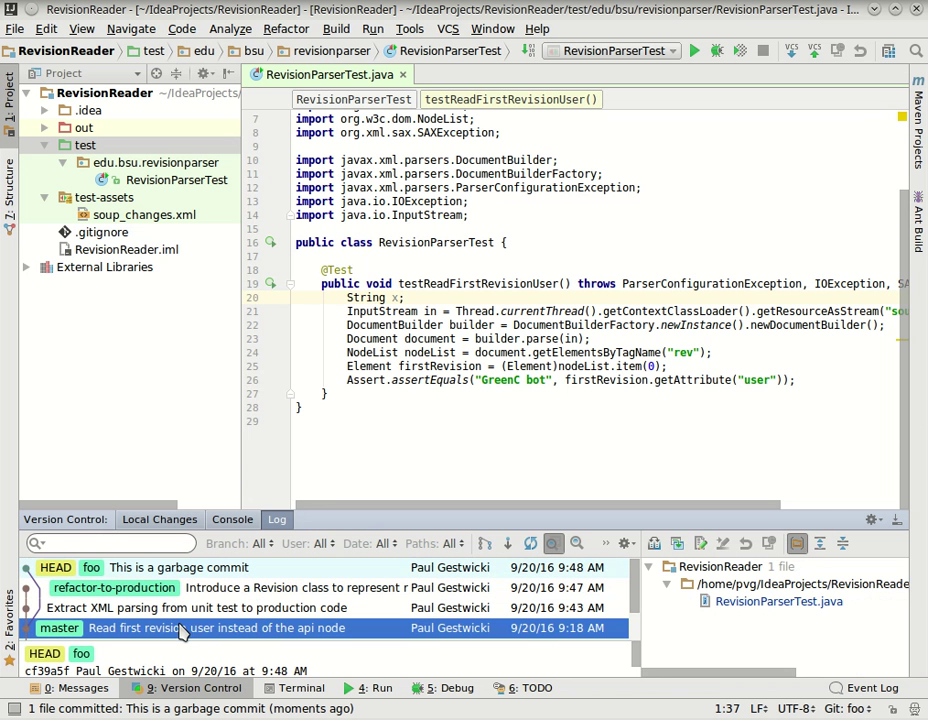 RevisionReader - [~/IdeaProjects/RevisionReader] - [RevisionReader] - ~/IdeaProjects/RevisionReader/test/edu/bsu/revisionparser/RevisionParserTest.java - I...
File Edit View Navigate Code Analyze Refactor Build Run Tools VCS Window Help
RevisionReader test edu bsu revisionparser RevisionParserTest RevisionParserTest
Project RevisionParserTest.java
RevisionReader ~/IdeaProjects/
.idea
out
test
edu.bsu.revisionparser
RevisionParserTest
test-assets
soup_changes.xml
.gitignore
RevisionReader.iml
External Libraries
1: Project
7: Structure
2: Favorites
Maven Projects
Ant Build
RevisionParserTest testReadFirstRevisionUser()
7 import org.w3c.dom.NodeList;
8 import org.xml.sax.SAXException;
9
10 import javax.xml.parsers.DocumentBuilder;
11 import javax.xml.parsers.DocumentBuilderFactory;
12 import javax.xml.parsers.ParserConfigurationException;
13 import java.io.IOException;
14 import java.io.InputStream;
15
16 public class RevisionParserTest {
17
18 @Test
19 public void testReadFirstRevisionUser() throws ParserConfigurationException, IOException, SA
20 String x;
21 InputStream in = Thread.currentThread().getContextClassLoader().getResourceAsStream("sou
22 DocumentBuilder builder = DocumentBuilderFactory.newInstance().newDocumentBuilder();
23 Document document = builder.parse(in);
24 NodeList nodeList = document.getElementsByTagName("rev");
25 Element firstRevision = (Element)nodeList.item(0);
26 Assert.assertEquals("GreenC bot", firstRevision.getAttribute("user"));
27 }
28 }
29
Version Control: Local Changes Console Log
Branch: All User: All Date: All Paths: All
HEAD foo This is a garbage commit Paul Gestwicki 9/20/16 9:48 AM
refactor-to-production Introduce a Revision class to represent r Paul Gestwicki 9/20/16 9:47 AM
Extract XML parsing from unit test to production code Paul Gestwicki 9/20/16 9:43 AM
master Read first revision user instead of the api node Paul Gestwicki 9/20/16 9:18 AM
HEAD foo
cf39a5f Paul Gestwicki on 9/20/16 at 9:48 AM
RevisionReader 1 file
/home/pvg/IdeaProjects/RevisionReade
RevisionParserTest.java
0: Messages 9: Version Control Terminal 4: Run 5: Debug 6: TODO Event Log
1 file committed: This is a garbage commit (moments ago) 1:37 LF UTF-8 Git: foo